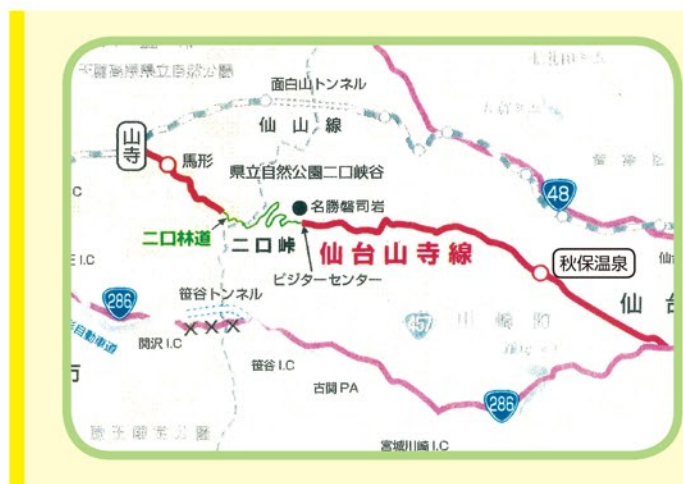 面白山トンネル
仙山線
山寺
馬形
県立自然公園二口峡谷
48
名勝磐司岩
二口林道
二口峠
仙台山寺線
ビジターセンター
秋保温泉
I.C
286
笹谷トンネル
457
仙台
関沢I.C
笹谷I.C
古関PA
286
宮城川崎I.C